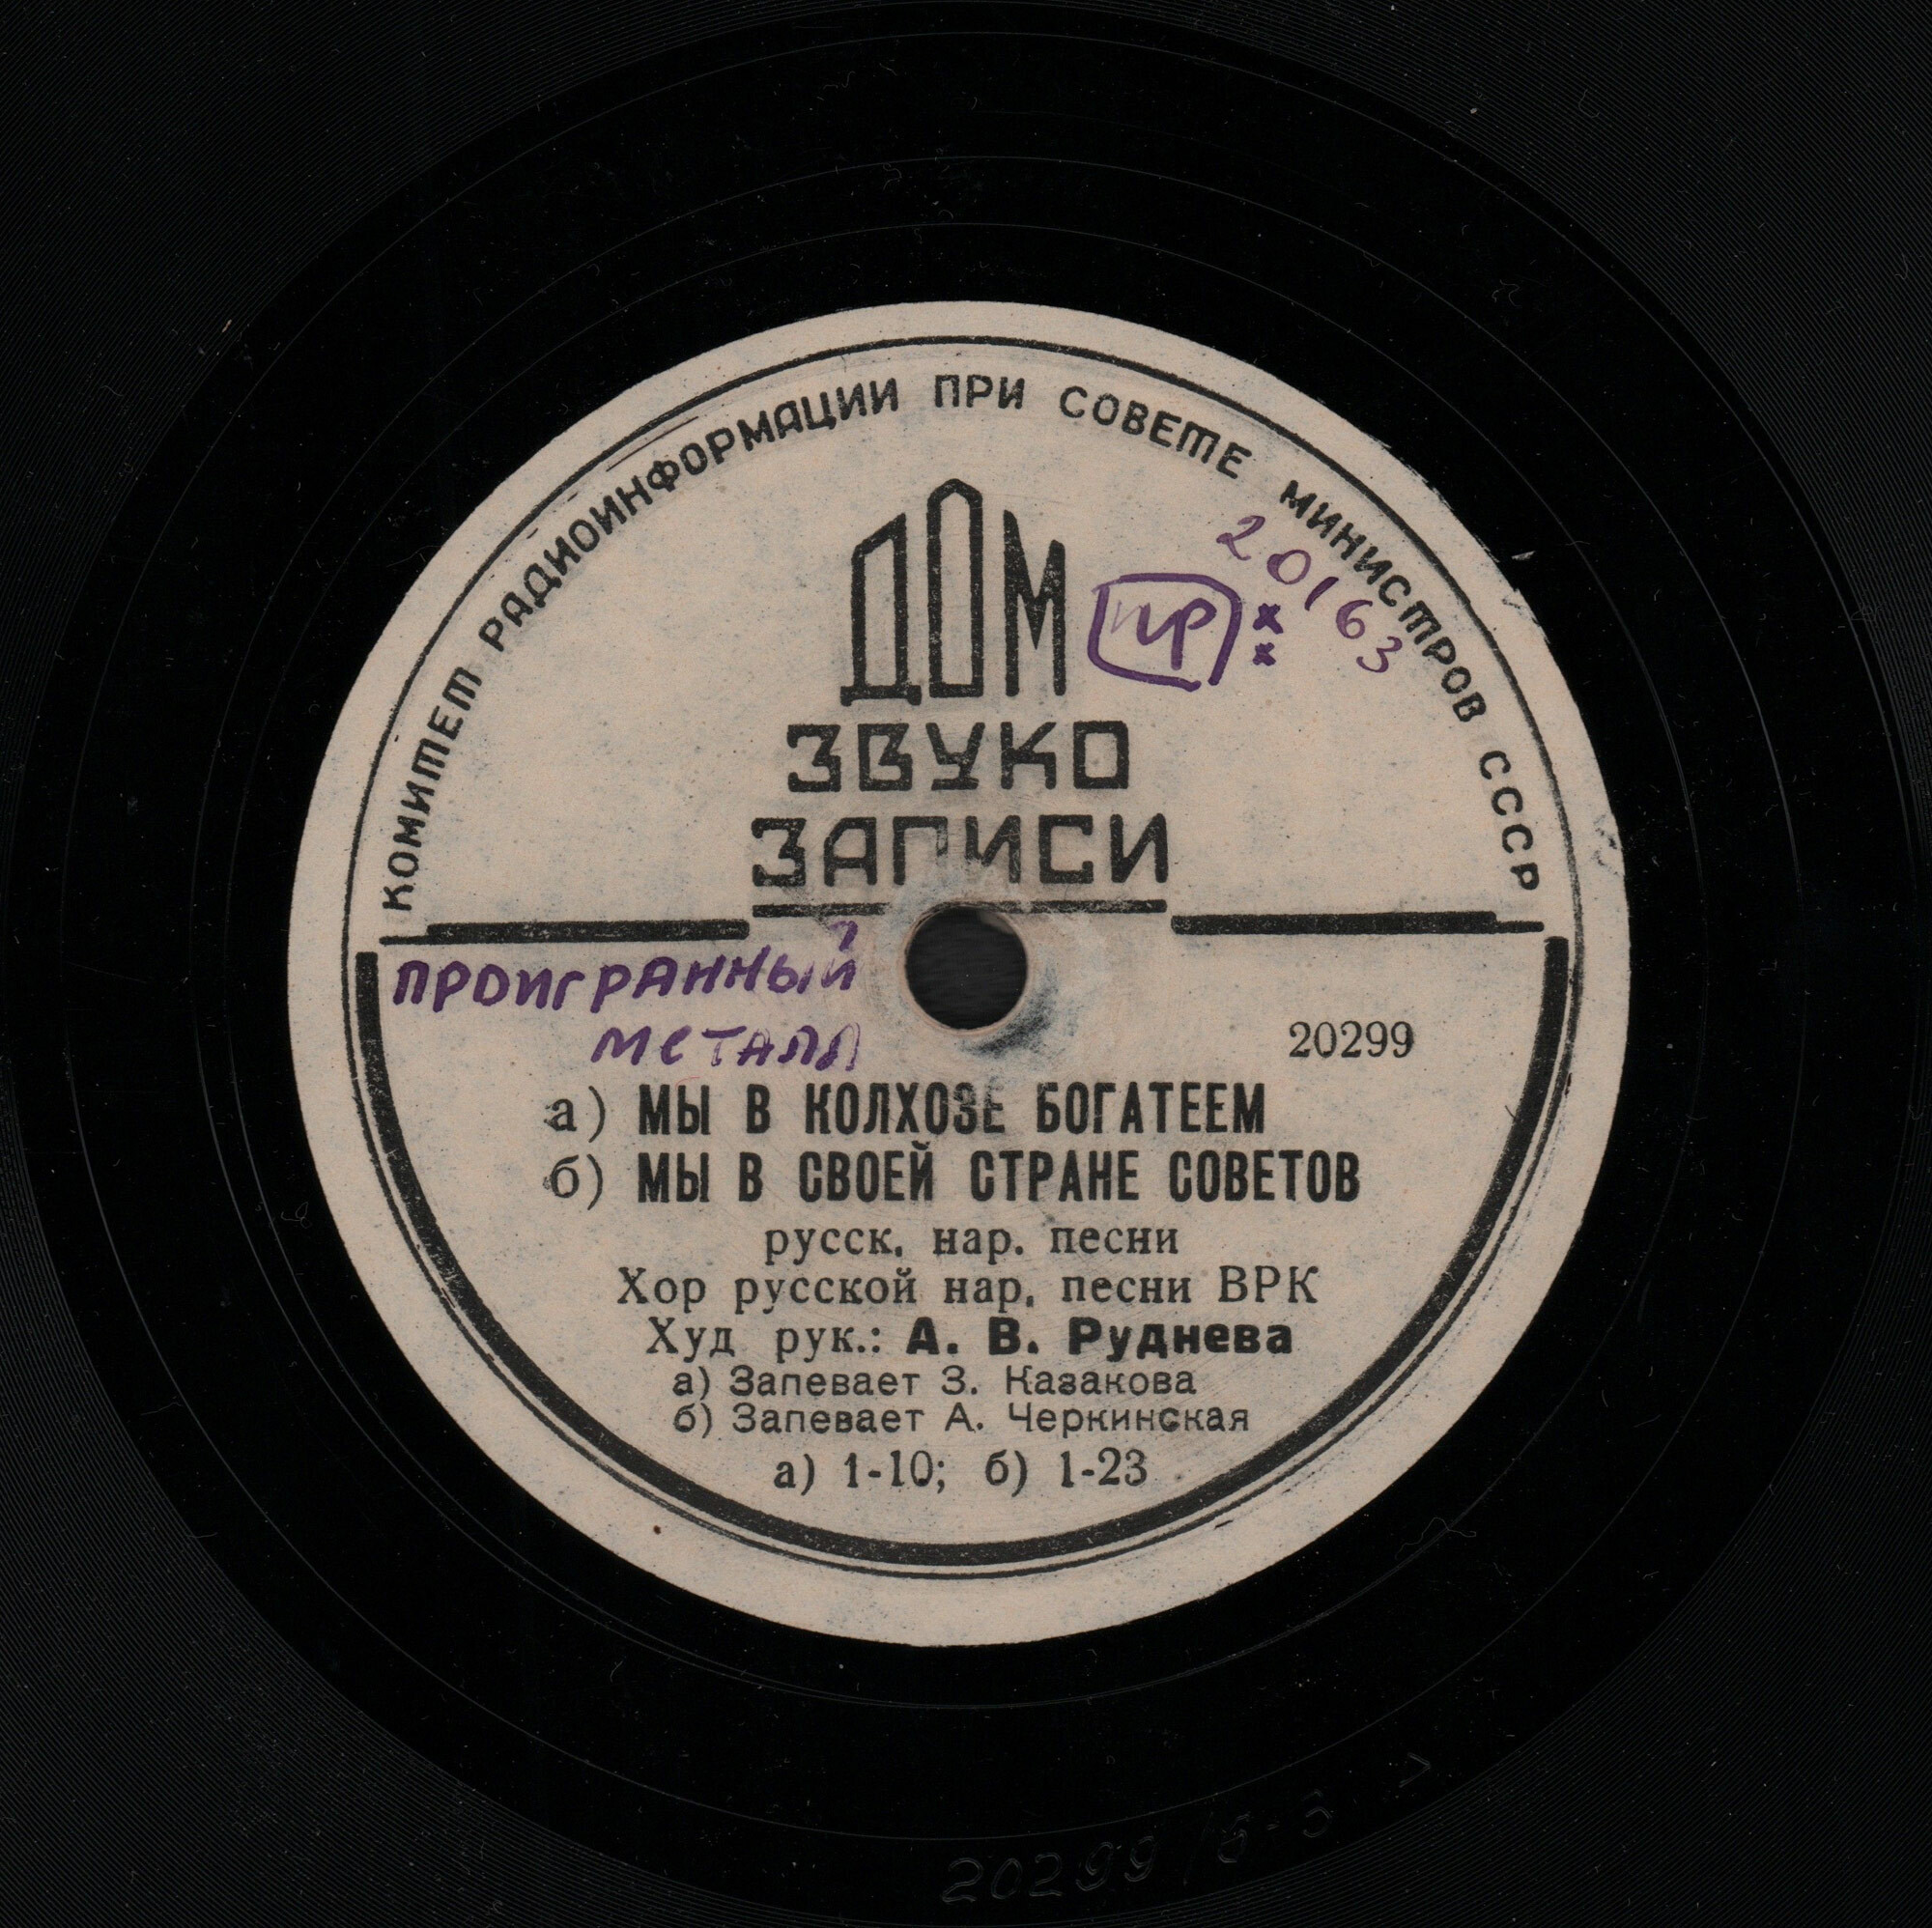 КОМИТЕТ РАДИОИНФОРМАЦИИ ПРИ СОВЕТЕ МИНИСТРОВ СССР
ДОМ
ЗВУКО
ЗАПИСИ
20163
ПРОИГРАННЫЙ
МЕТАЛЛ
20299
а) МЫ В КОЛХОЗЕ БОГАТЕЕМ
б) МЫ В СВОЕЙ СТРАНЕ СОВЕТОВ
русск. нар. песни
Хор русской нар. песни ВРК
Худ рук.: А. В. Руднева
а) Запевает З. Казакова
б) Запевает А. Черкинская
а) 1-10; б) 1-23
20299